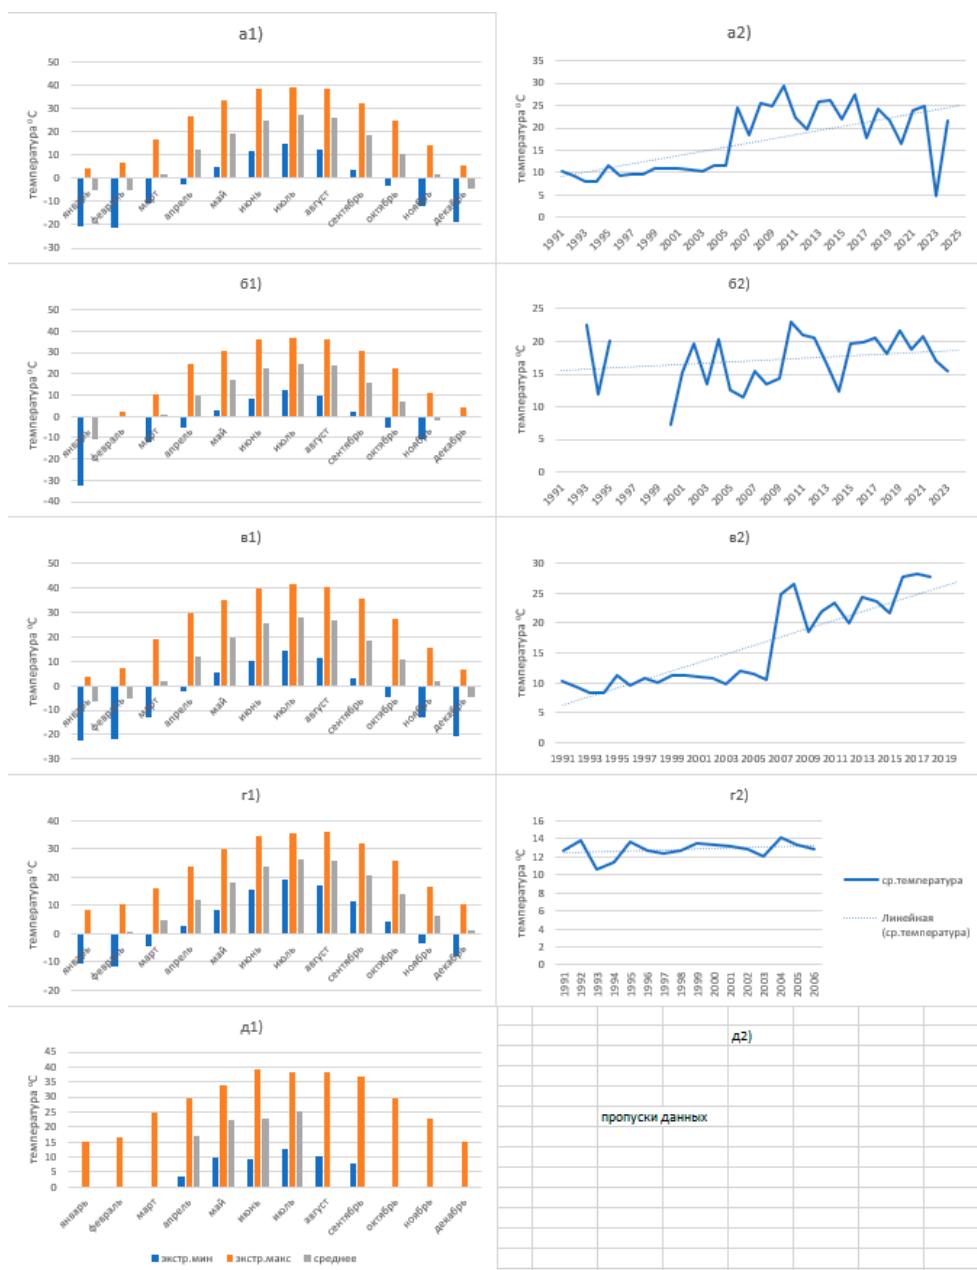 а1)
температура °С
50
40
30
20
10
0
-10
-20
-30
январь
февраль
март
апрель
май
июнь
июль
август
сентябрь
октябрь
ноябрь
декабрь
а2)
температура °С
35
30
25
20
15
10
5
0
1991
1993
1995
1997
1999
2001
2003
2005
2007
2009
2011
2013
2015
2017
2019
2021
2023
2025
б1)
температура °С
50
40
30
20
10
0
-10
-20
-30
-40
январь
февраль
март
апрель
май
июнь
июль
август
сентябрь
октябрь
ноябрь
декабрь
б2)
температура °С
25
20
15
10
5
0
1991
1993
1995
1997
1999
2001
2003
2005
2007
2009
2011
2013
2015
2017
2019
2021
2023
в1)
температура °С
50
40
30
20
10
0
-10
-20
-30
январь
февраль
март
апрель
май
июнь
июль
август
сентябрь
октябрь
ноябрь
декабрь
в2)
температура °С
30
25
20
15
10
5
0
1991 1993 1995 1997 1999 2001 2003 2005 2007 2009 2011 2013 2015 2017 2019
г1)
температура °С
40
30
20
10
0
-10
-20
январь
февраль
март
апрель
май
июнь
июль
август
сентябрь
октябрь
ноябрь
декабрь
г2)
температура °С
16
14
12
10
8
6
4
2
0
1991
1992
1993
1994
1995
1996
1997
1998
1999
2000
2001
2002
2003
2004
2005
2006
ср.температура
Линейная
(ср.температура)
д1)
температура °С
45
40
35
30
25
20
15
10
5
0
январь
февраль
март
апрель
май
июнь
июль
август
сентябрь
октябрь
ноябрь
декабрь
экстр.мин экстр.макс среднее
д2)
пропуски данных